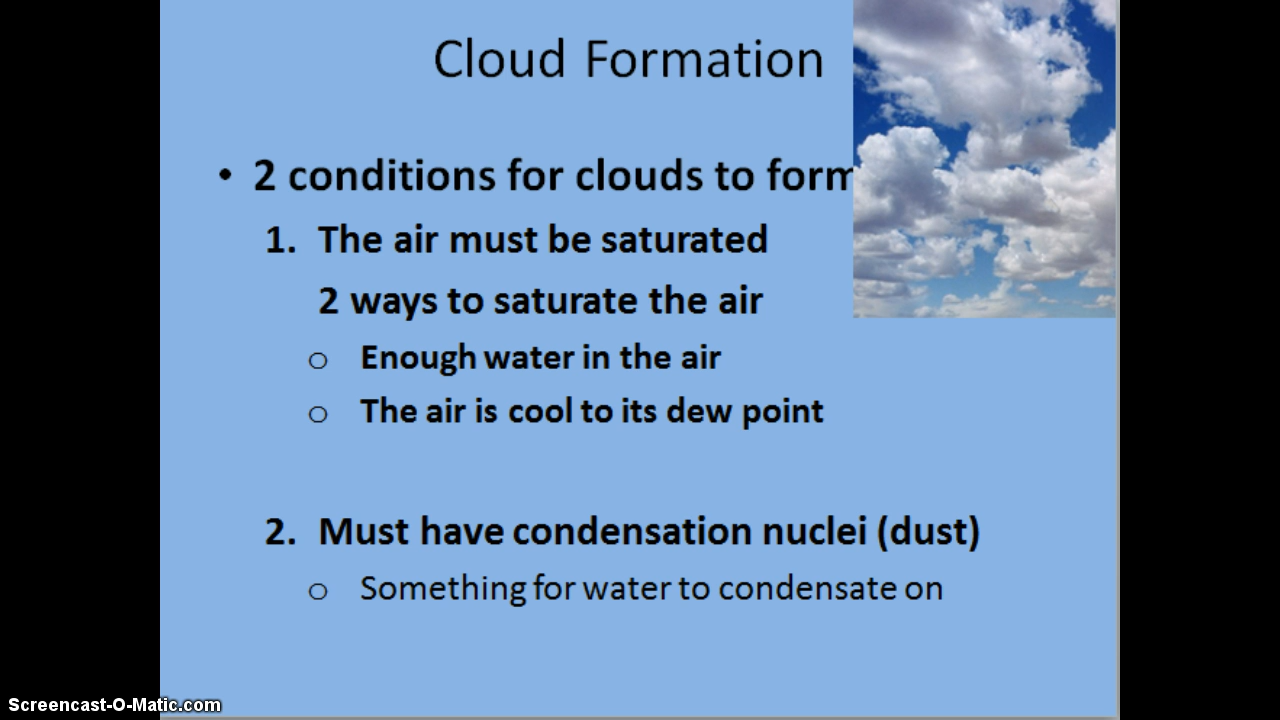 Cloud Formation
• 2 conditions for clouds to form
1. The air must be saturated
2 ways to saturate the air
o Enough water in the air
o The air is cool to its dew point
2. Must have condensation nuclei (dust)
o Something for water to condensate on
Screencast-O-Matic.com